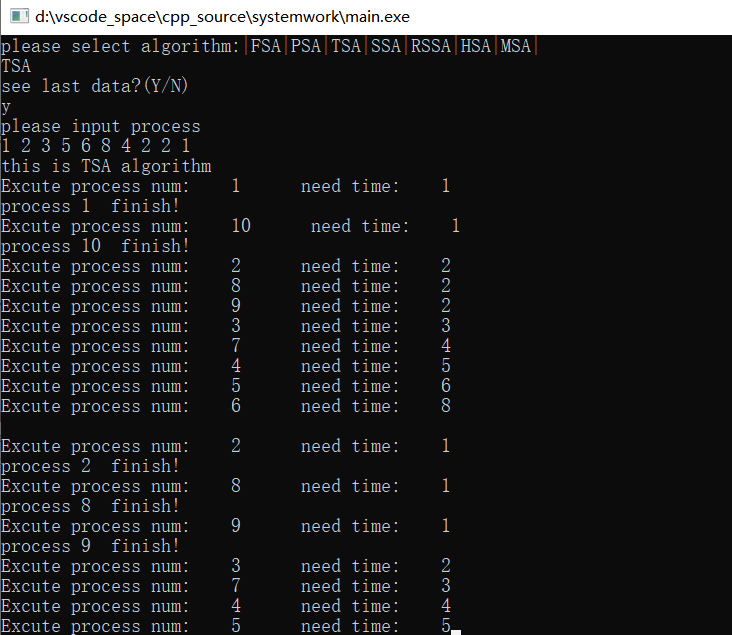 d:\vscode_space\cpp_source\systemwork\main.exe
please select algorithm:|FSA|PSA|TSA|SSA|RSSA|HSA|MSA|
TSA
see last data?(Y/N)
y
please input process
1 2 3 5 6 8 4 2 2 1
this is TSA algorithm
Excute process num:    1      need time:    1
process 1  finish!
Excute process num:    10      need time:    1
process 10  finish!
Excute process num:    2      need time:    2
Excute process num:    8      need time:    2
Excute process num:    9      need time:    2
Excute process num:    3      need time:    3
Excute process num:    7      need time:    4
Excute process num:    4      need time:    5
Excute process num:    5      need time:    6
Excute process num:    6      need time:    8
Excute process num:    2      need time:    1
process 2  finish!
Excute process num:    8      need time:    1
process 8  finish!
Excute process num:    9      need time:    1
process 9  finish!
Excute process num:    3      need time:    2
Excute process num:    7      need time:    3
Excute process num:    4      need time:    4
Excute process num:    5      need time:    5